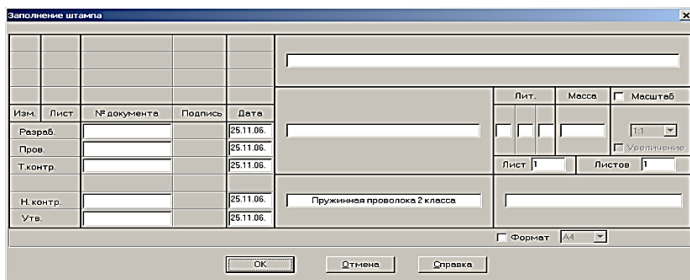 Заполнение штампа
Лит. Масса Масштаб
Изм. Лист № документа Подпись Дата
Разраб. 25.11.06. 1:1
Пров. 25.11.06. Увеличение
Т.контр. 25.11.06. Лист 1 Листов 1
Н. контр. 25.11.06. Пружинная проволока 2 класса
Утв. 25.11.06.
Формат А4
OK Отмена Справка